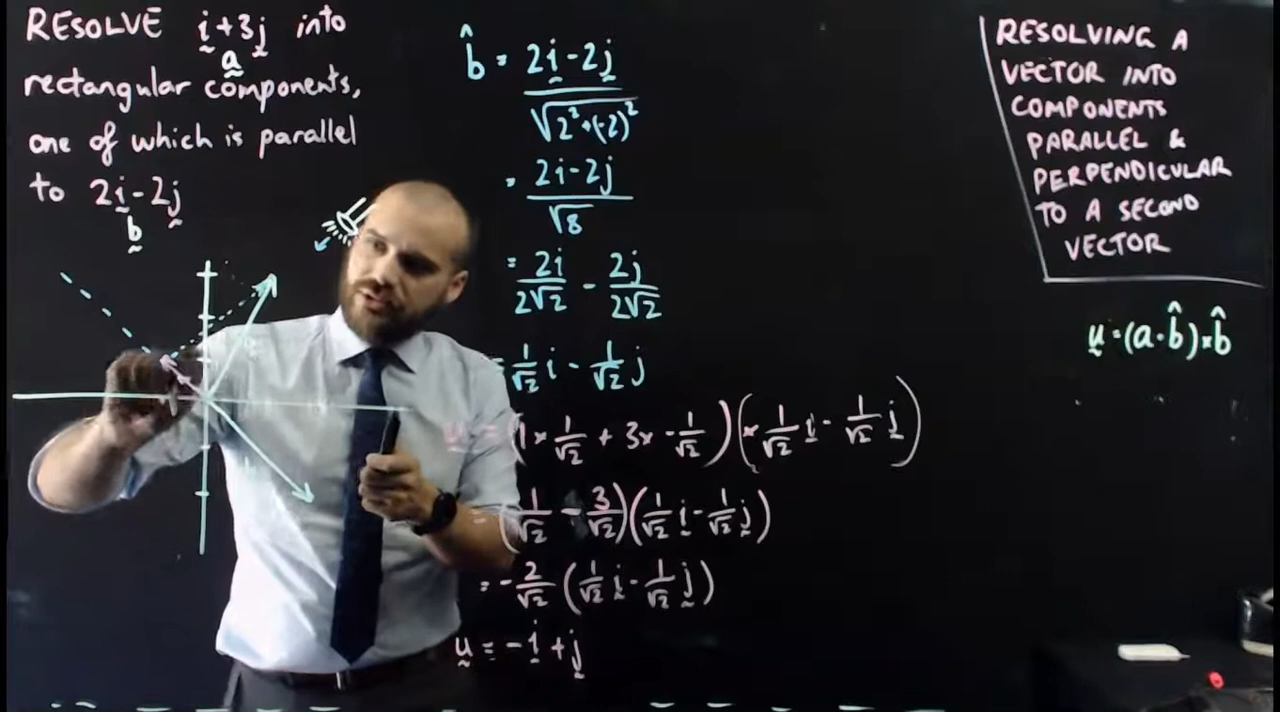 RESOLVE i+3j into
a
rectangular components,
one of which is parallel
to 2i-2j
b
b̂ = 2i-2j
√2²+(-2)²
= 2i-2j
√8
= 2i/2√2 - 2j/2√2
= 1/√2 i - 1/√2 j
u = (1× 1/√2 + 3× -1/√2)(× 1/√2 i - 1/√2 j)
= (1/√2 - 3/√2)(1/√2 i - 1/√2 j)
= -2/√2 (1/√2 i - 1/√2 j)
u = -i+j
RESOLVING A
VECTOR INTO
COMPONENTS
PARALLEL &
PERPENDICULAR
TO A SECOND
VECTOR
u=(a·b̂)×b̂